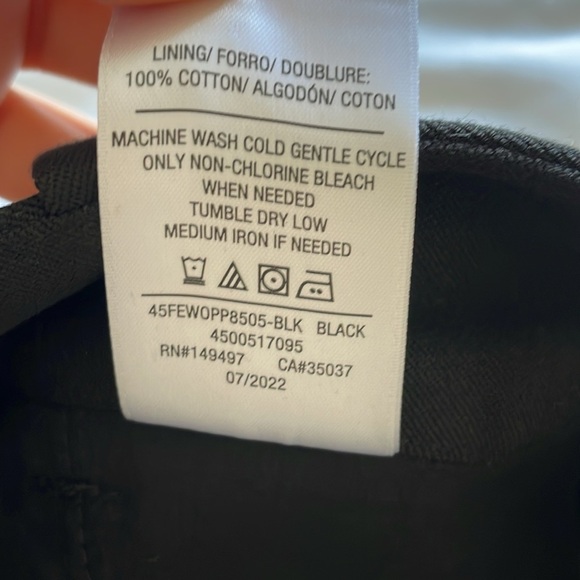 LINING/ FORRO/ DOUBLURE:
100% COTTON/ ALGODÓN/ COTON
MACHINE WASH COLD GENTLE CYCLE
ONLY NON-CHLORINE BLEACH
WHEN NEEDED
TUMBLE DRY LOW
MEDIUM IRON IF NEEDED
45FEWOPP8505-BLK BLACK
4500517095
RN#149497 CA#35037
07/2022